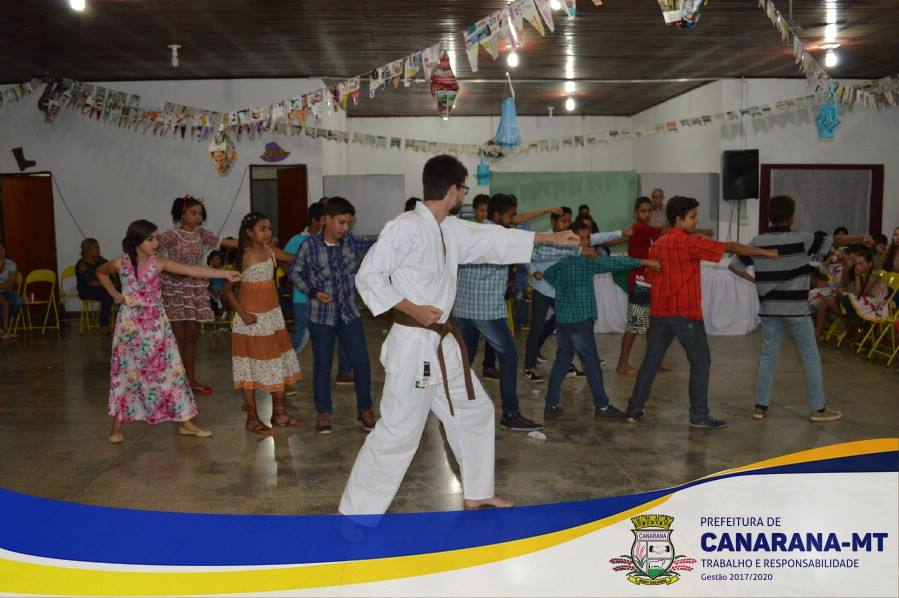 CANARANA
PREFEITURA DE
CANARANA-MT
TRABALHO E RESPONSABILIDADE
Gestão 2017/2020